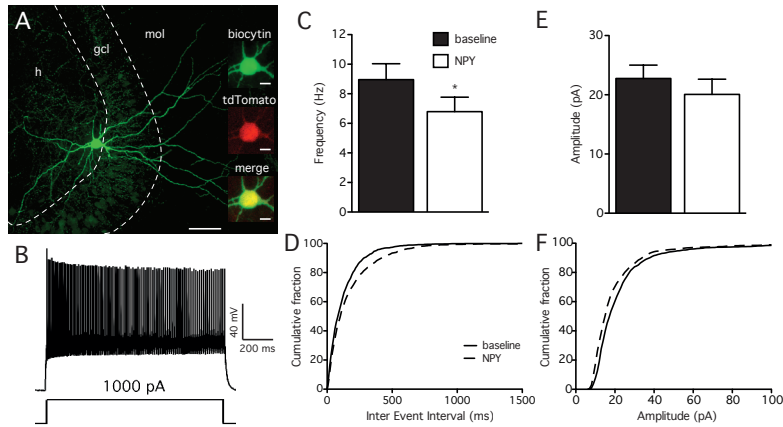 A
h
gcl
mol
biocytin
tdTomato
merge
B
40 mV
200 ms
1000 pA
C
baseline
NPY
Frequency (Hz)
12
10
8
6
4
2
0
*
D
Cumulative fraction
100
80
60
40
20
0
baseline
NPY
0 500 1000 1500
Inter Event Interval (ms)
E
Amplitude (pA)
30
20
10
0
F
Cumulative fraction
100
80
60
40
20
0
0 20 40 60 80 100
Amplitude (pA)